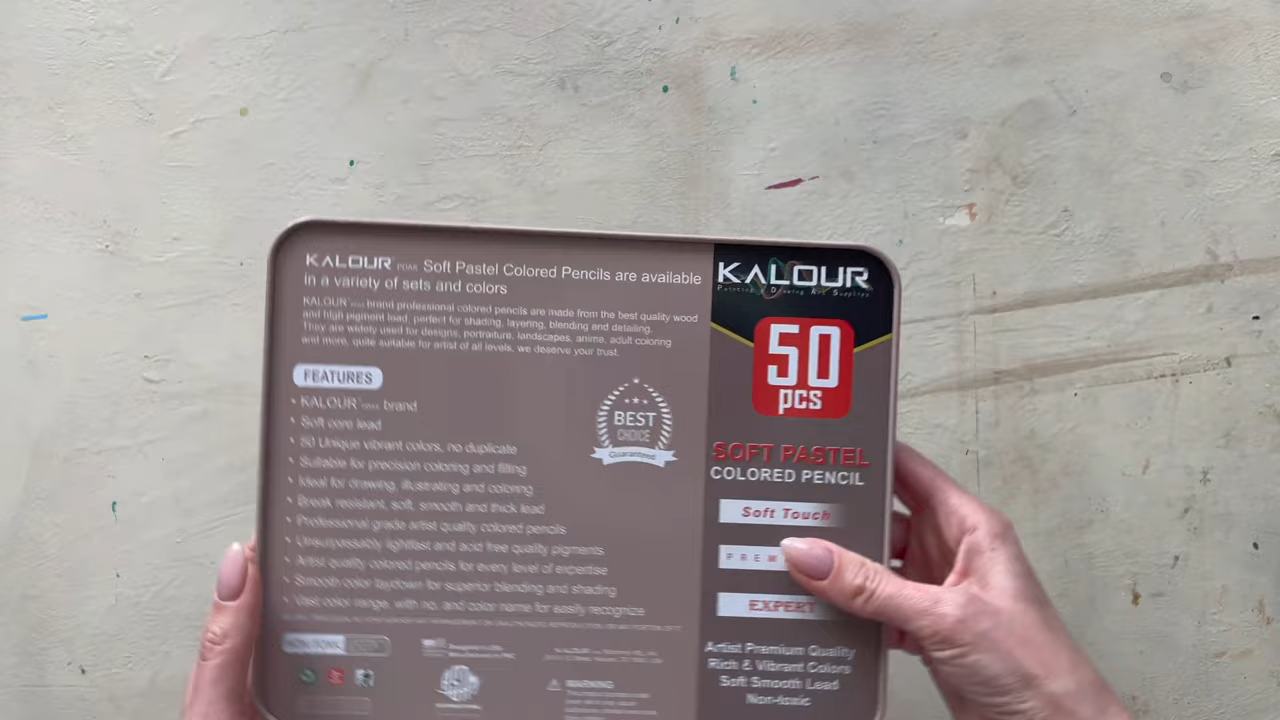 KALOUR Soft Pastel Colored Pencils are available
in a variety of sets and colors
KALOUR brand professional colored pencils are made from the best quality wood
and high pigment lead, perfect for shading, layering, blending and detailing.
They are widely used for designs, portraiture, landscapes, anime, adult coloring
and more, quite suitable for artist of all levels, we deserve your trust.
FEATURES
• KALOUR brand
• Soft core lead
• 50 Unique vibrant colors, no duplicate
• Suitable for precision coloring and filling
• Ideal for drawing, illustrating and coloring
• Break resistant, soft, smooth and thick lead
• Professional grade artist quality colored pencils
• Unsurpassably lightfast and acid free quality pigments
• Artist quality colored pencils for every level of expertise
• Smooth color laydown for superior blending and shading
• Vast color range, with no. and color name for easily recognize
BEST
CHOICE
Guaranteed
WARNING
KALOUR
Painting & Drawing Art Supplies
50
pcs
SOFT PASTEL
COLORED PENCIL
Soft Touch
PREM
EXPERT
Artist Premium Quality
Rich & Vibrant Colors
Soft Smooth Lead
Non-toxic